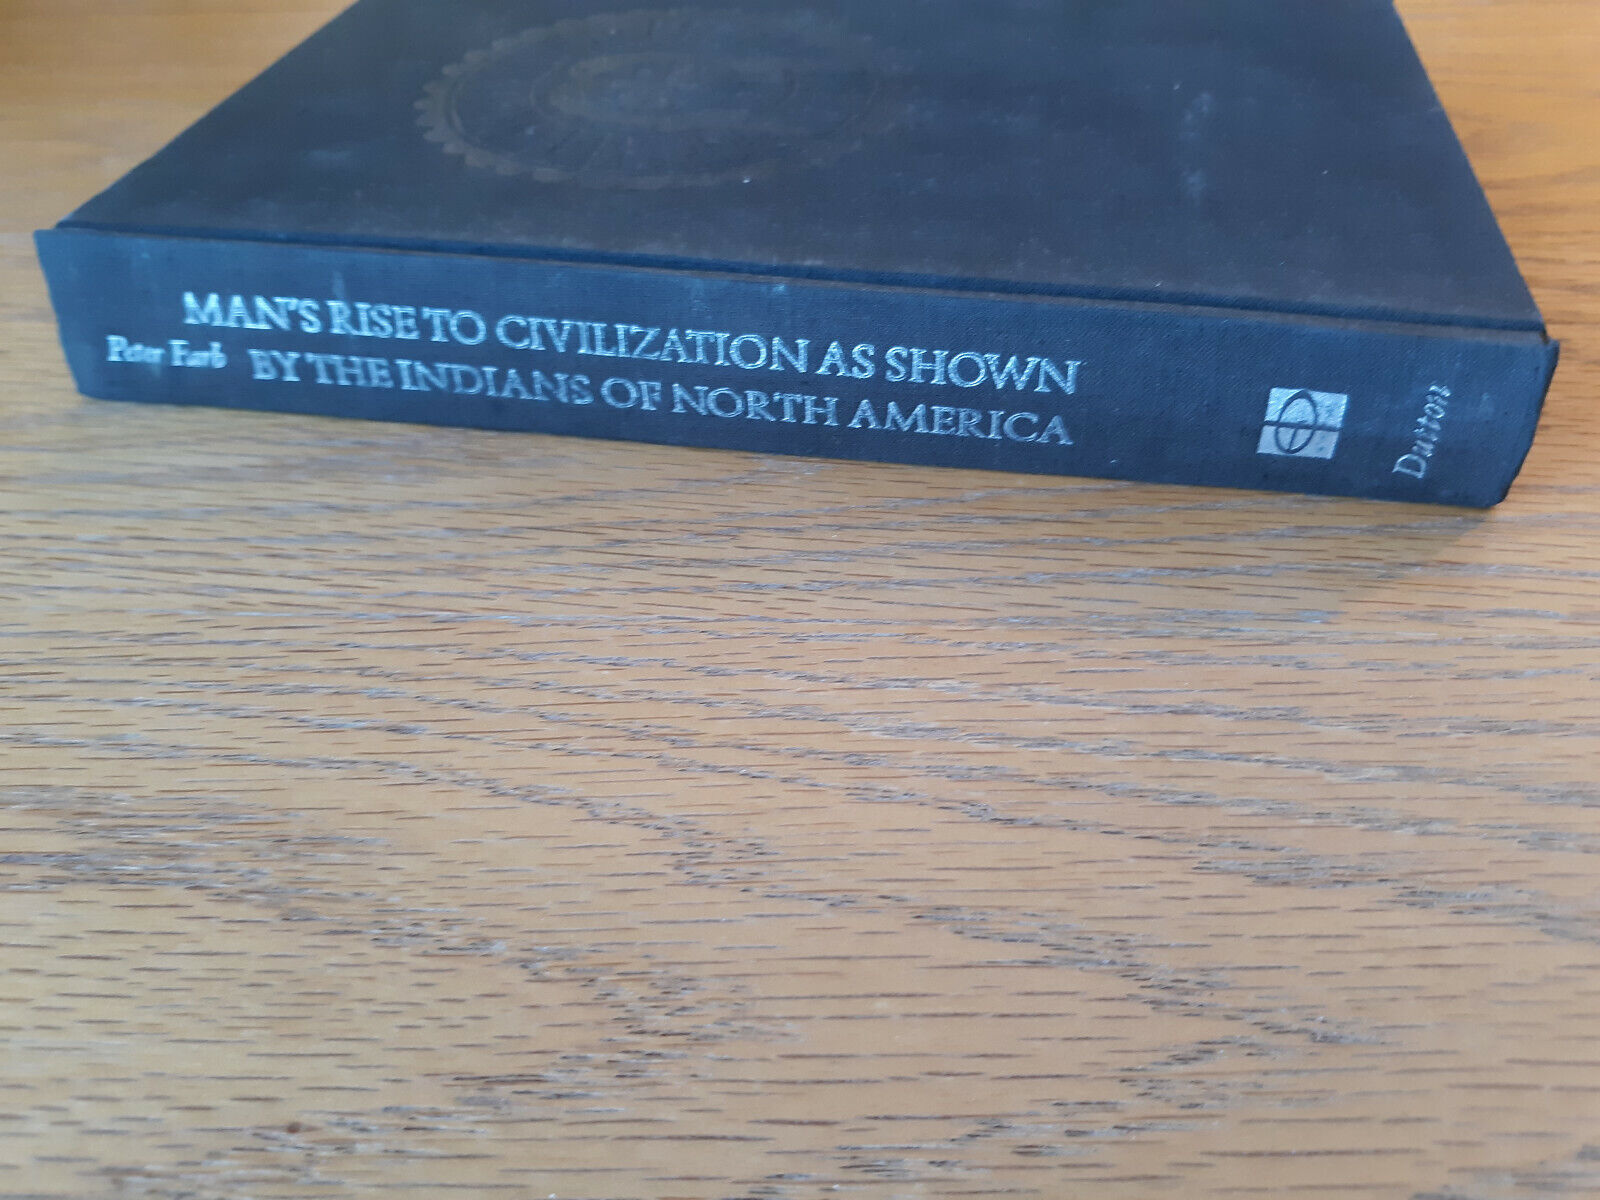 MAN'S RISE TO CIVILIZATION AS SHOWN
Peter Farb BY THE INDIANS OF NORTH AMERICA
Dutton